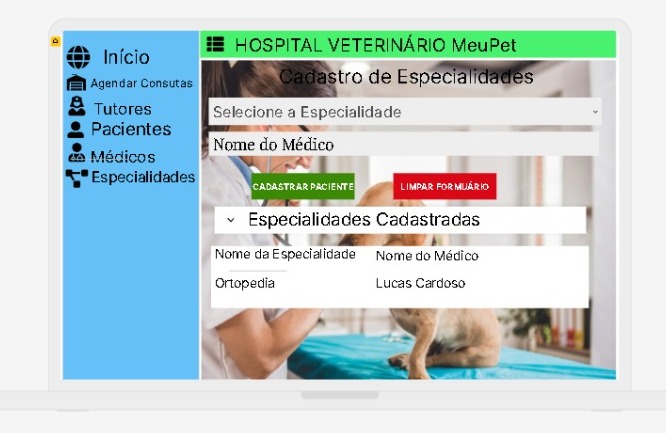 HOSPITAL VETERINÁRIO MeuPet
Início
Agendar Consutas
Tutores
Pacientes
Médicos
Especialidades
Cadastro de Especialidades
Selecione a Especialidade
Nome do Médico
CADASTRAR PACIENTE
LIMPAR FORMUÁRIO
Especialidades Cadastradas
Nome da Especialidade Nome do Médico
Ortopedia Lucas Cardoso